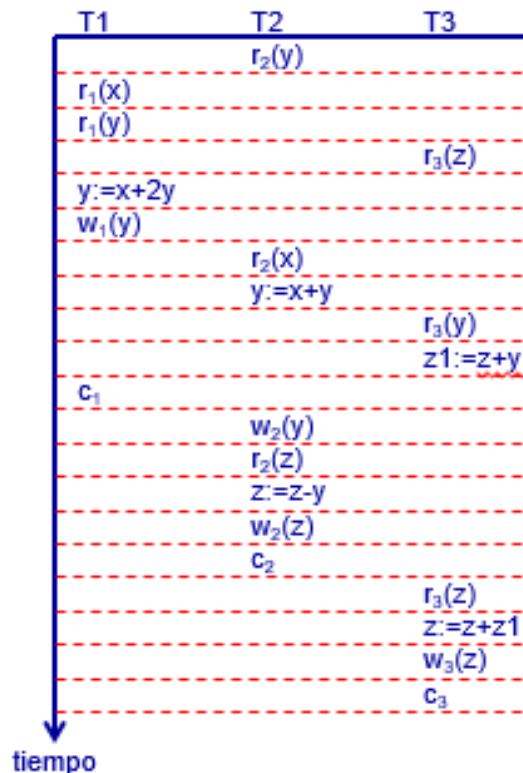 T1 T2 T3
r₂(y)
r₁(x)
r₁(y)
r₃(z)
y:=x+2y
w₁(y)
r₂(x)
y:=x+y
r₃(y)
z1:=z+y
c₁
w₂(y)
r₂(z)
z:=z-y
w₂(z)
c₂
r₃(z)
z:=z+z1
w₃(z)
c₃
tiempo